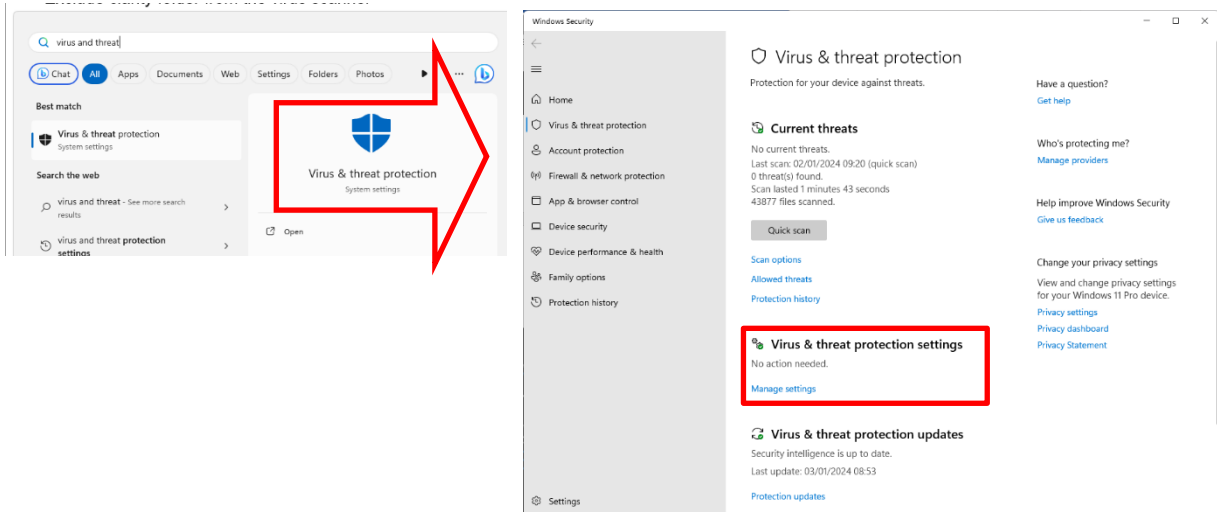 Exclude clarity folder from the virus scanner
virus and threat
Chat
All
Apps
Documents
Web
Settings
Folders
Photos
...
Best match
Virus & threat protection
System settings
Search the web
virus and threat - See more search
results
virus and threat protection
settings
Virus & threat protection
System settings
Open
Windows Security
Home
Virus & threat protection
Account protection
Firewall & network protection
App & browser control
Device security
Device performance & health
Family options
Protection history
Settings
Virus & threat protection
Protection for your device against threats.
Current threats
No current threats.
Last scan: 02/01/2024 09:20 (quick scan)
0 threat(s) found.
Scan lasted 1 minutes 43 seconds
43877 files scanned.
Quick scan
Scan options
Allowed threats
Protection history
Virus & threat protection settings
No action needed.
Manage settings
Virus & threat protection updates
Security intelligence is up to date.
Last update: 03/01/2024 08:53
Protection updates
Have a question?
Get help
Who's protecting me?
Manage providers
Help improve Windows Security
Give us feedback
Change your privacy settings
View and change privacy settings
for your Windows 11 Pro device.
Privacy settings
Privacy dashboard
Privacy Statement